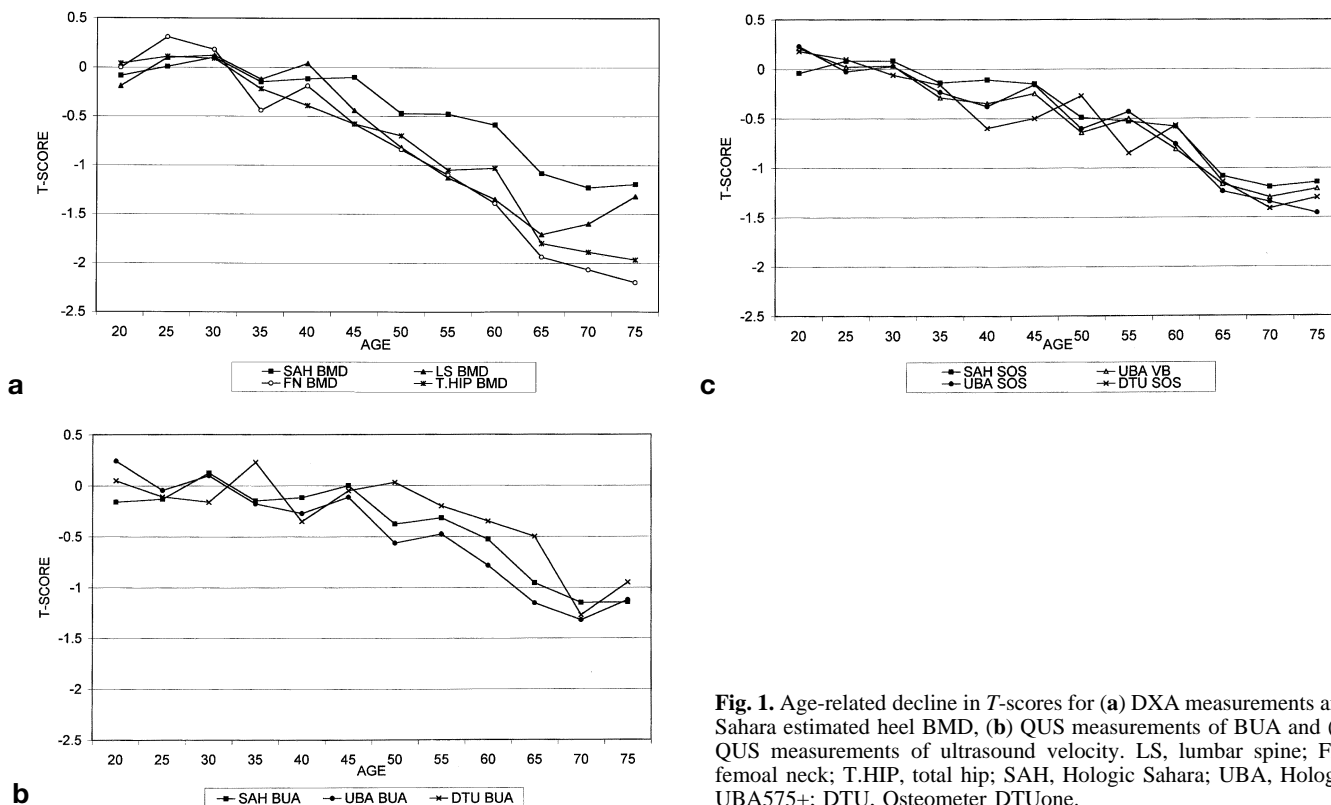 0.5
0
-0.5
-1
-1.5
-2
-2.5
T-SCORE
20 25 30 35 40 45 50 55 60 65 70 75
AGE
SAH BMD LS BMD
FN BMD T.HIP BMD
a
0.5
0
-0.5
-1
-1.5
-2
-2.5
T-SCORE
20 25 30 35 40 45 50 55 60 65 70 75
AGE
SAH BUA UBA BUA DTU BUA
b
0.5
0
-0.5
-1
-1.5
-2
-2.5
T-SCORE
20 25 30 35 40 45 50 55 60 65 70 75
AGE
SAH SOS UBA VB
UBA SOS DTU SOS
c
Fig. 1. Age-related decline in T-scores for (a) DXA measurements
Sahara estimated heel BMD, (b) QUS measurements of BUA and
QUS measurements of ultrasound velocity. LS, lumbar spine;
femoal neck; T.HIP, total hip; SAH, Hologic Sahara; UBA,
UBA575+; DTU, Osteometer DTUone.